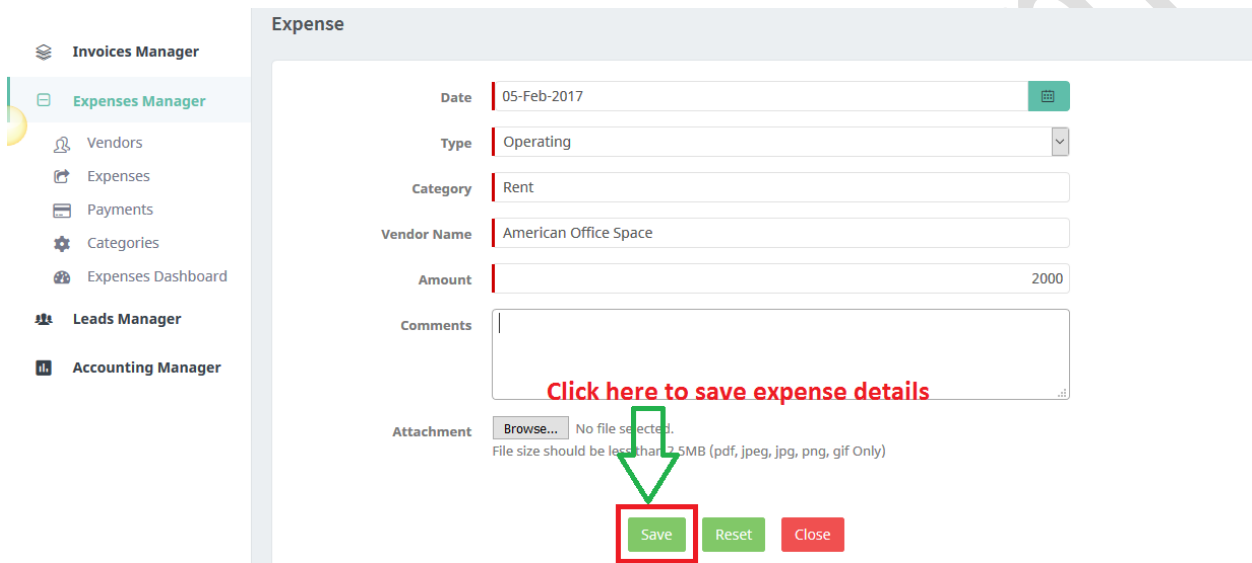 Expense
Invoices Manager
Expenses Manager
Vendors
Expenses
Payments
Categories
Expenses Dashboard
Leads Manager
Accounting Manager
Date 05-Feb-2017
Type Operating
Category Rent
Vendor Name American Office Space
Amount 2000
Comments
Click here to save expense details
Attachment Browse... No file selected.
File size should be less than 2.5MB (pdf, jpeg, jpg, png, gif Only)
Save Reset Close